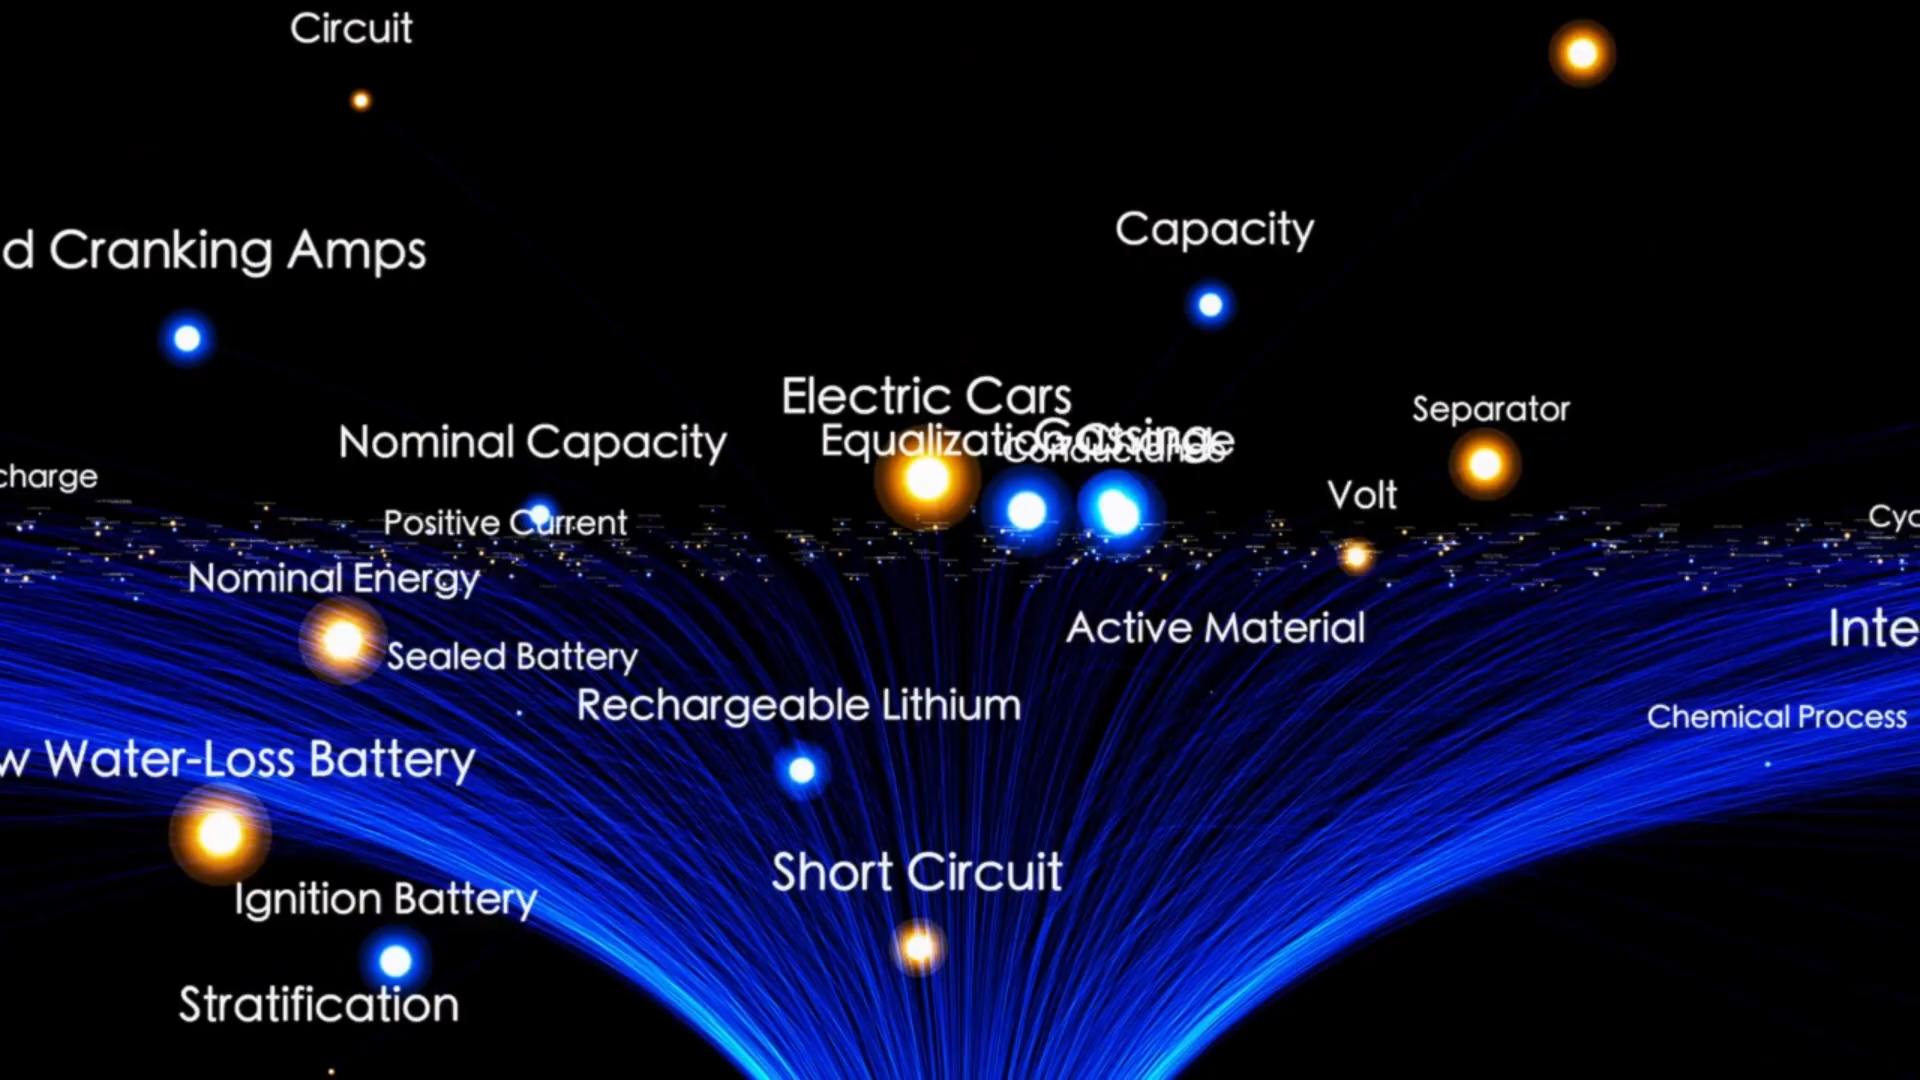 Circuit
Capacity
d Cranking Amps
Electric Cars
Separator
Nominal Capacity
charge
Volt
Positive Current
Cyc
Nominal Energy
Active Material
Inte
Sealed Battery
Rechargeable Lithium
Chemical Process
w Water-Loss Battery
Short Circuit
Ignition Battery
Stratification